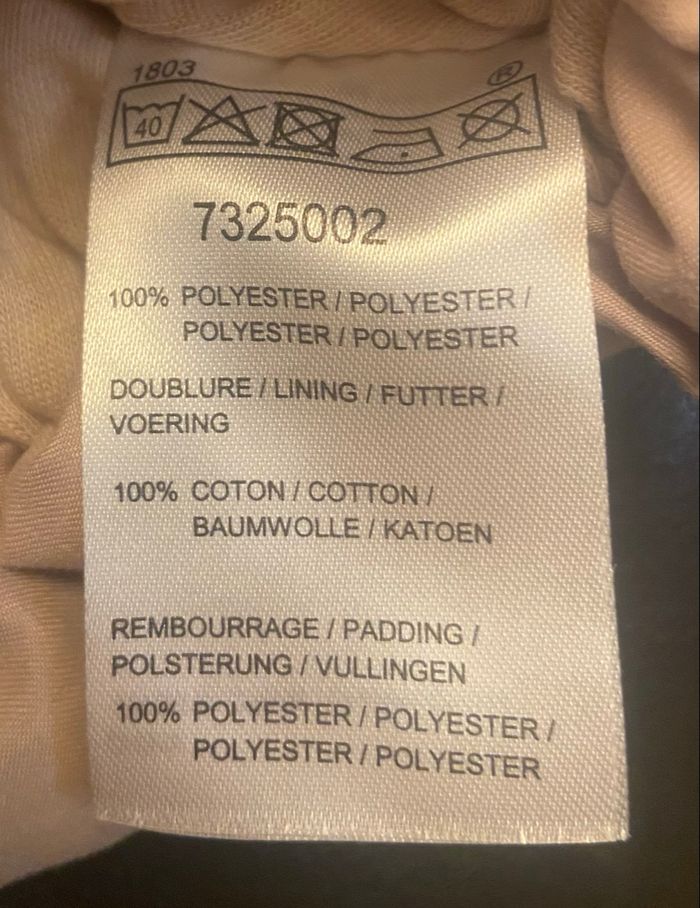 1803
®
40
7325002
100% POLYESTER / POLYESTER /
POLYESTER / POLYESTER
DOUBLURE / LINING / FUTTER /
VOERING
100% COTON / COTTON /
BAUMWOLLE / KATOEN
REMBOURRAGE / PADDING /
POLSTERUNG / VULLINGEN
100% POLYESTER / POLYESTER /
POLYESTER / POLYESTER